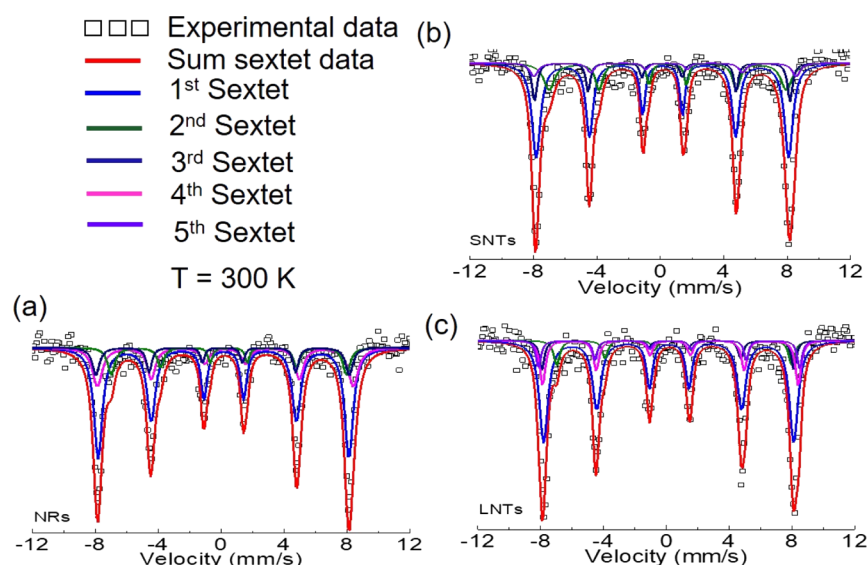 Experimental data
Sum sextet data
1st Sextet
2nd Sextet
3rd Sextet
4th Sextet
5th Sextet
T = 300 K
(b)
SNTs
-12 -8 -4 0 4 8 12
Velocity (mm/s)
(a)
NRs
-12 -8 -4 0 4 8 12
Velocity (mm/s)
(c)
LNTs
-12 -8 -4 0 4 8 12
Velocity (mm/s)